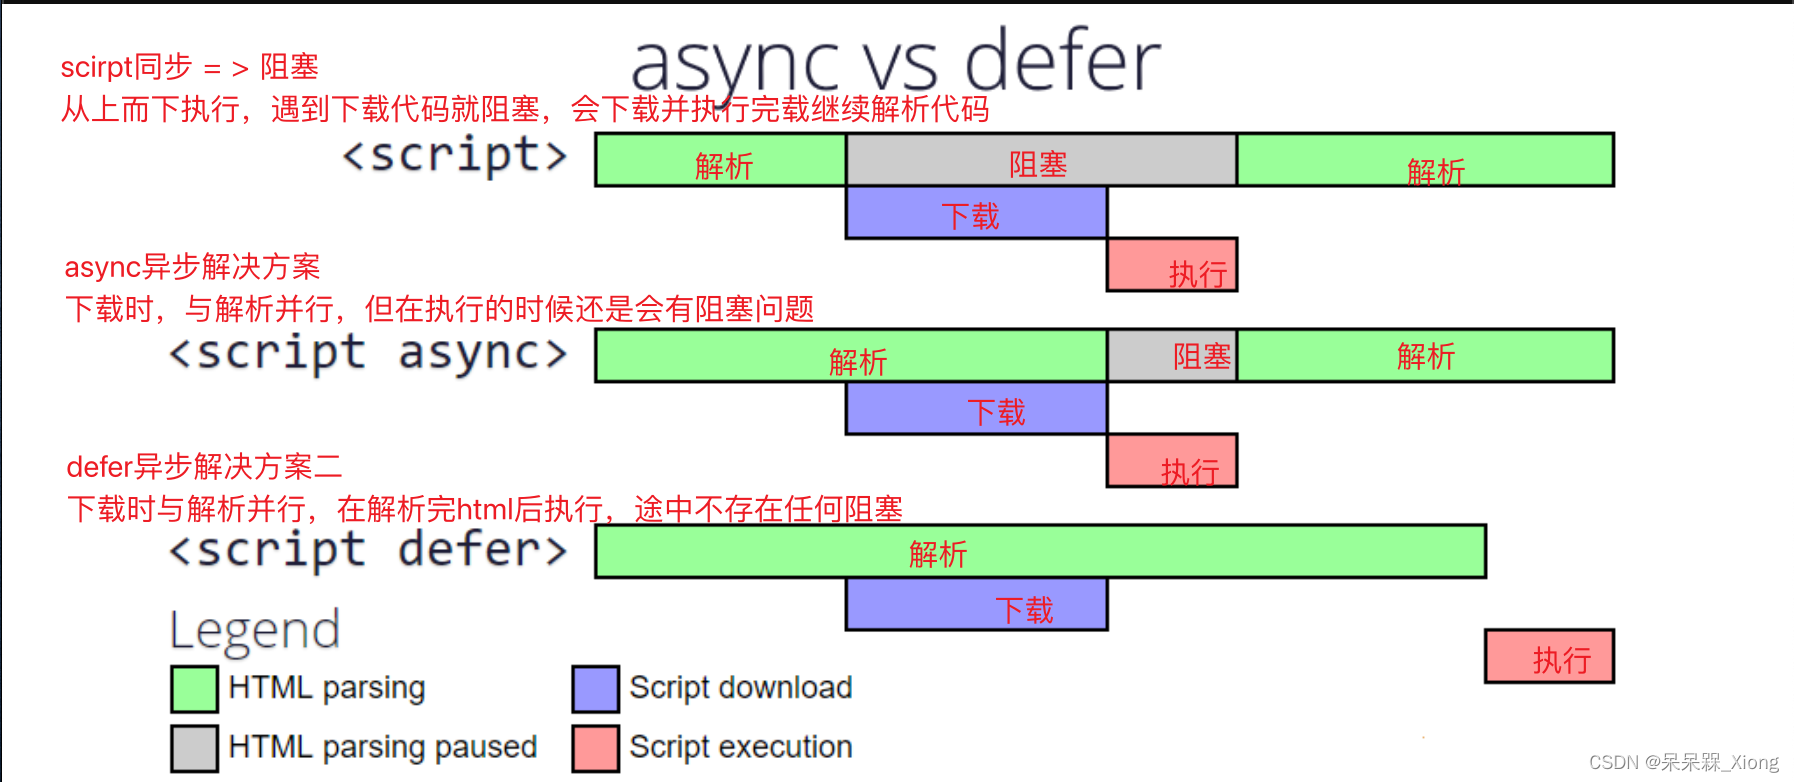 async vs defer
scirpt同步 = > 阻塞
从上而下执行，遇到下载代码就阻塞，会下载并执行完载继续解析代码
<script>
解析 阻塞 解析
下载
执行
async异步解决方案
下载时，与解析并行，但在执行的时候还是会有阻塞问题
<script async>
解析 阻塞 解析
下载
执行
defer异步解决方案二
下载时与解析并行，在解析完html后执行，途中不存在任何阻塞
<script defer>
解析
下载
执行
Legend
HTML parsing
Script download
HTML parsing paused
Script execution
CSDN @呆呆槑_Xiong